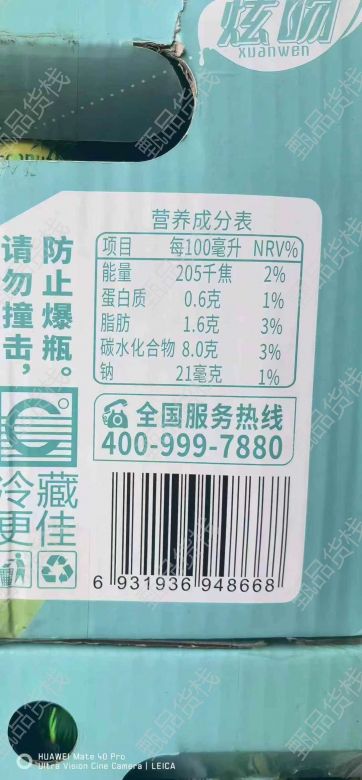 炫吻
XUANWEN
营养成分表
项目 每100毫升 NRV%
能量 205千焦 2%
蛋白质 0.6克 1%
脂肪 1.6克 3%
碳水化合物 8.0克 3%
钠 21毫克 1%
防止爆瓶。
请勿撞击，
全国服务热线
400-999-7880
冷藏
更佳
6 931936 948668
HUAWEI Mate 40 Pro
Ultra Vision Cine Camera | LEICA
甄品货栈